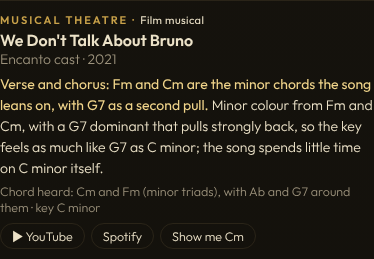 MUSICAL THEATRE · Film musical
We Don't Talk About Bruno
Encanto cast · 2021
Verse and chorus: Fm and Cm are the minor chords the song
leans on, with G7 as a second pull. Minor colour from Fm and
Cm, with a G7 dominant that pulls strongly back, so the key
feels as much like G7 as C minor; the song spends little time
on C minor itself.
Chord heard: Cm and Fm (minor triads), with Ab and G7 around
them · key C minor
▶ YouTube
Spotify
Show me Cm